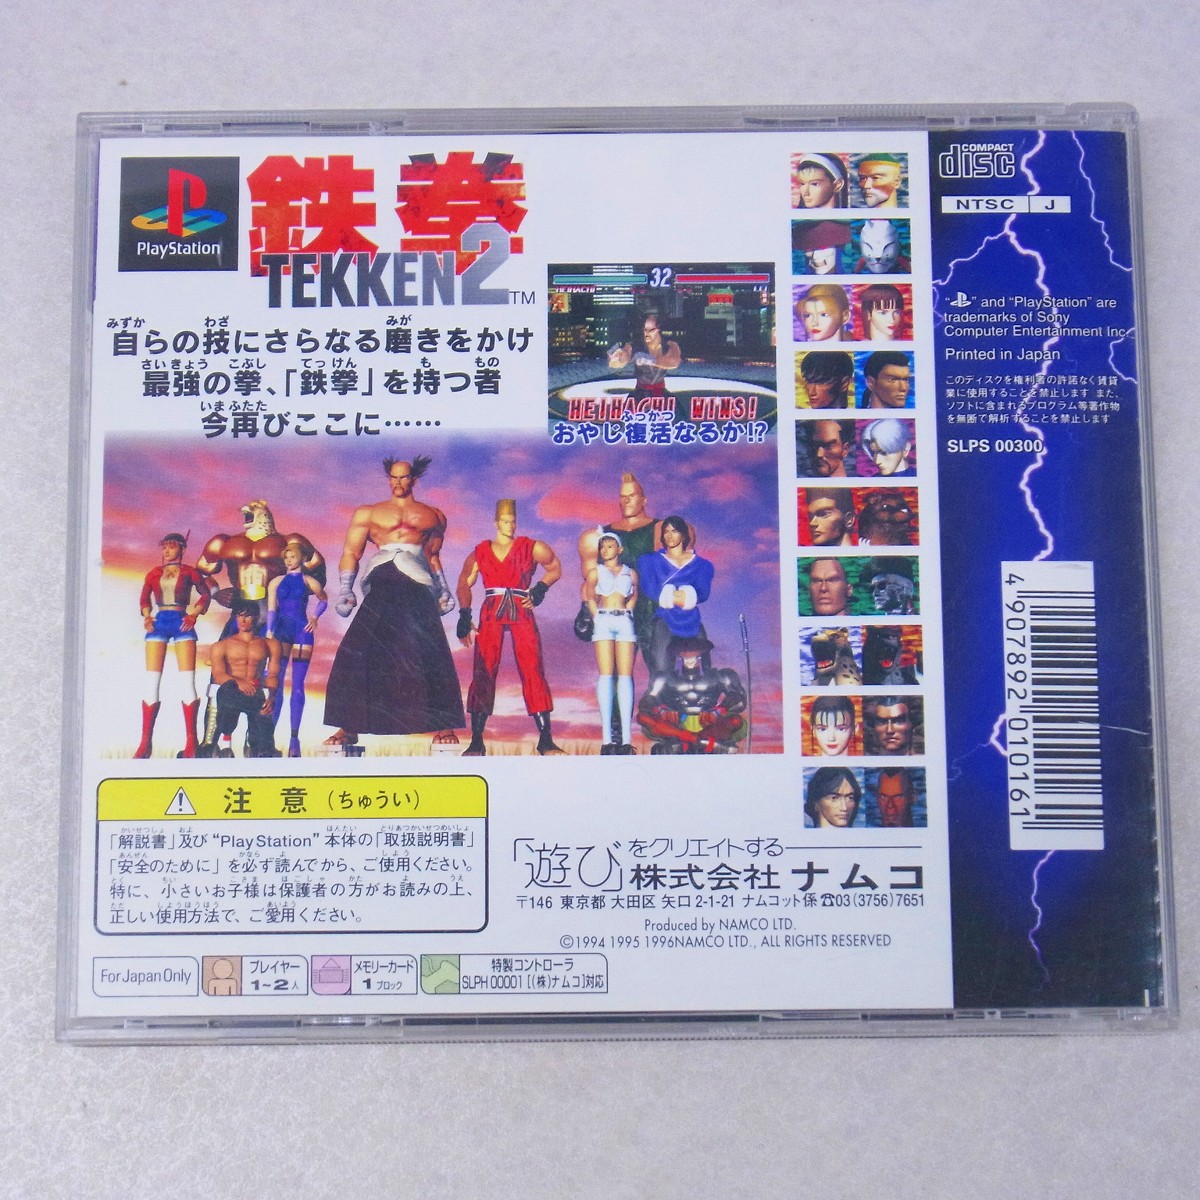 PlayStation
鉄拳
TEKKEN2™
自らの技にさらなる磨きをかけ
最強の拳、「鉄拳」を持つ者
今再びここに……
32
HEIHACHI
HEIHACHI WINS!
おやじ復活なるか!?
COMPACT
disc
NTSC J
" " and "PlayStation" are
trademarks of Sony
Computer Entertainment Inc.
Printed in Japan
このディスクを権利者の許諾なく賃貸
業に使用することを禁止します また、
ソフトに含まれるプログラム等著作物
を無断で解析することを禁止します
SLPS 00300
4 907892 010161
注意(ちゅうい)
「解説書」及び"PlayStation"本体の「取扱説明書」
「安全のために」を必ず読んでから、ご使用ください。
特に、小さいお子様は保護者の方がお読みの上、
正しい使用方法で、ご愛用ください。
「遊び」をクリエイトする
株式会社ナムコ
〒146 東京都 大田区 矢口 2-1-21 ナムコット係 ☎03(3756)7651
Produced by NAMCO LTD.
©1994 1995 1996NAMCO LTD., ALL RIGHTS RESERVED
For Japan Only
プレイヤー
1~2人
メモリーカード
1ブロック
特製コントローラ
SLPH 00001 [(株)ナムコ]対応